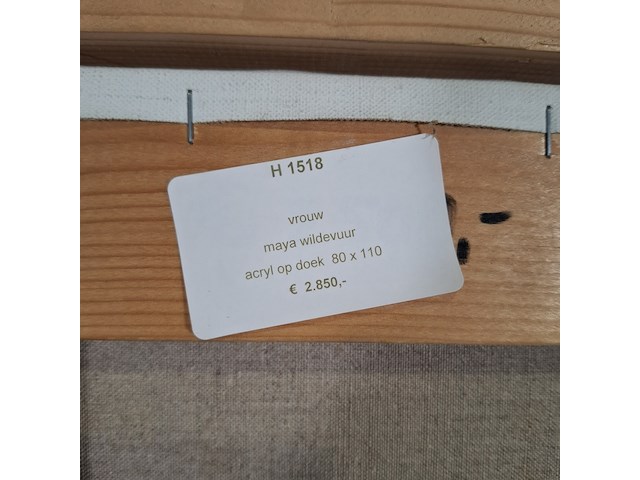 H 1518
vrouw
maya wildevuur
acryl op doek 80 x 110
€ 2.850,-